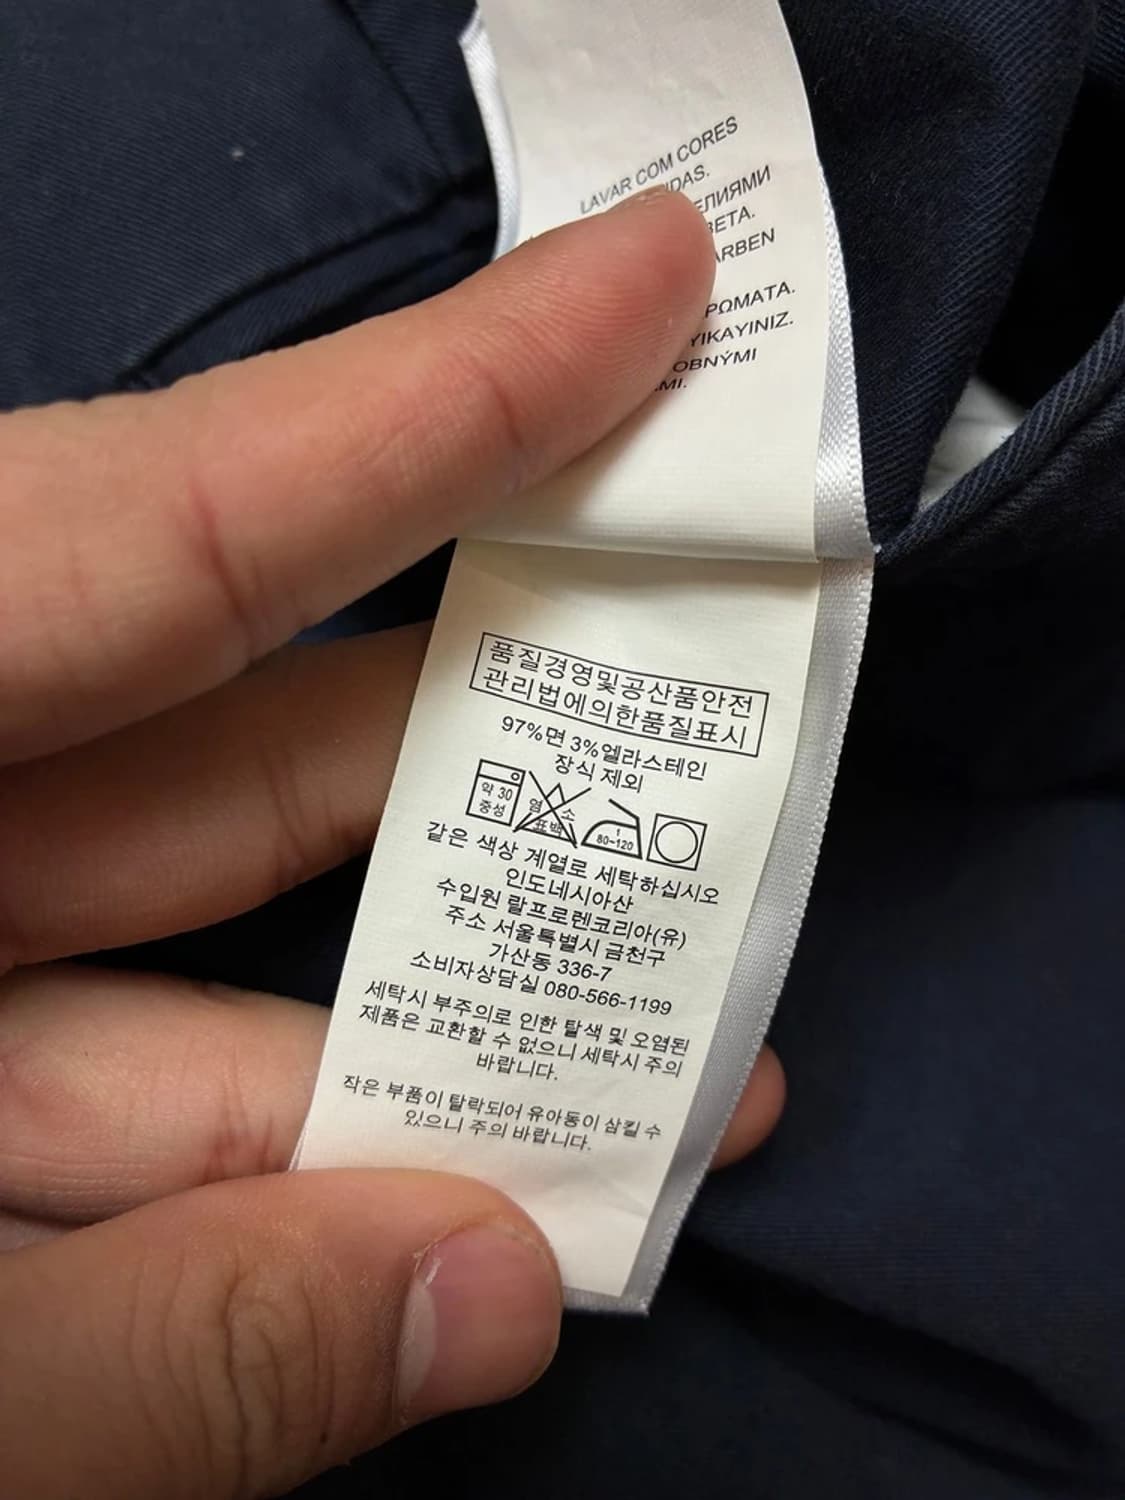 LAVAR COM CORES
YIKAYINIZ.
품질경영및공산품안전
관리법에의한품질표시
97%면 3%엘라스테인
장식 제외
약 30
중성
염 소
표백
1
80~120
같은 색상 계열로 세탁하십시오
인도네시아산
수입원 랄프로렌코리아(유)
주소 서울특별시 금천구
가산동 336-7
소비자상담실 080-566-1199
세탁시 부주의로 인한 탈색 및 오염된
제품은 교환할 수 없으니 세탁시 주의
바랍니다.
작은 부품이 탈락되어 유아동이 삼킬 수
있으니 주의 바랍니다.